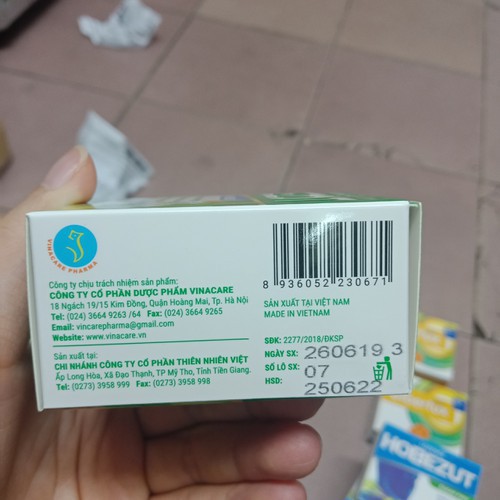 VINACARE PHARMA
Công ty chịu trách nhiệm sản phẩm:
CÔNG TY CỔ PHẦN DƯỢC PHẨM VINACARE
18 Ngách 19/15 Kim Đồng, Quận Hoàng Mai, Tp. Hà Nội
Tel: (024) 3664 9263 /64 Fax: (024) 3664 9265
Email: vincarepharma@gmail.com
Website: www.vinacare.vn
Sản xuất tại:
CHI NHÁNH CÔNG TY CỔ PHẦN THIÊN NHIÊN VIỆT
Ấp Long Hòa, Xã Đạo Thạnh, TP Mỹ Tho, Tỉnh Tiền Giang.
Tel: (0273) 3958 999 Fax: (0273) 3958 998
8 936052 230671
SẢN XUẤT TẠI VIỆT NAM
MADE IN VIETNAM
SĐK: 2277/2018/ĐKSP
NGÀY SX: 260619 3
SỐ LÔ SX: 07
HSD: 250622
HOBEZUT